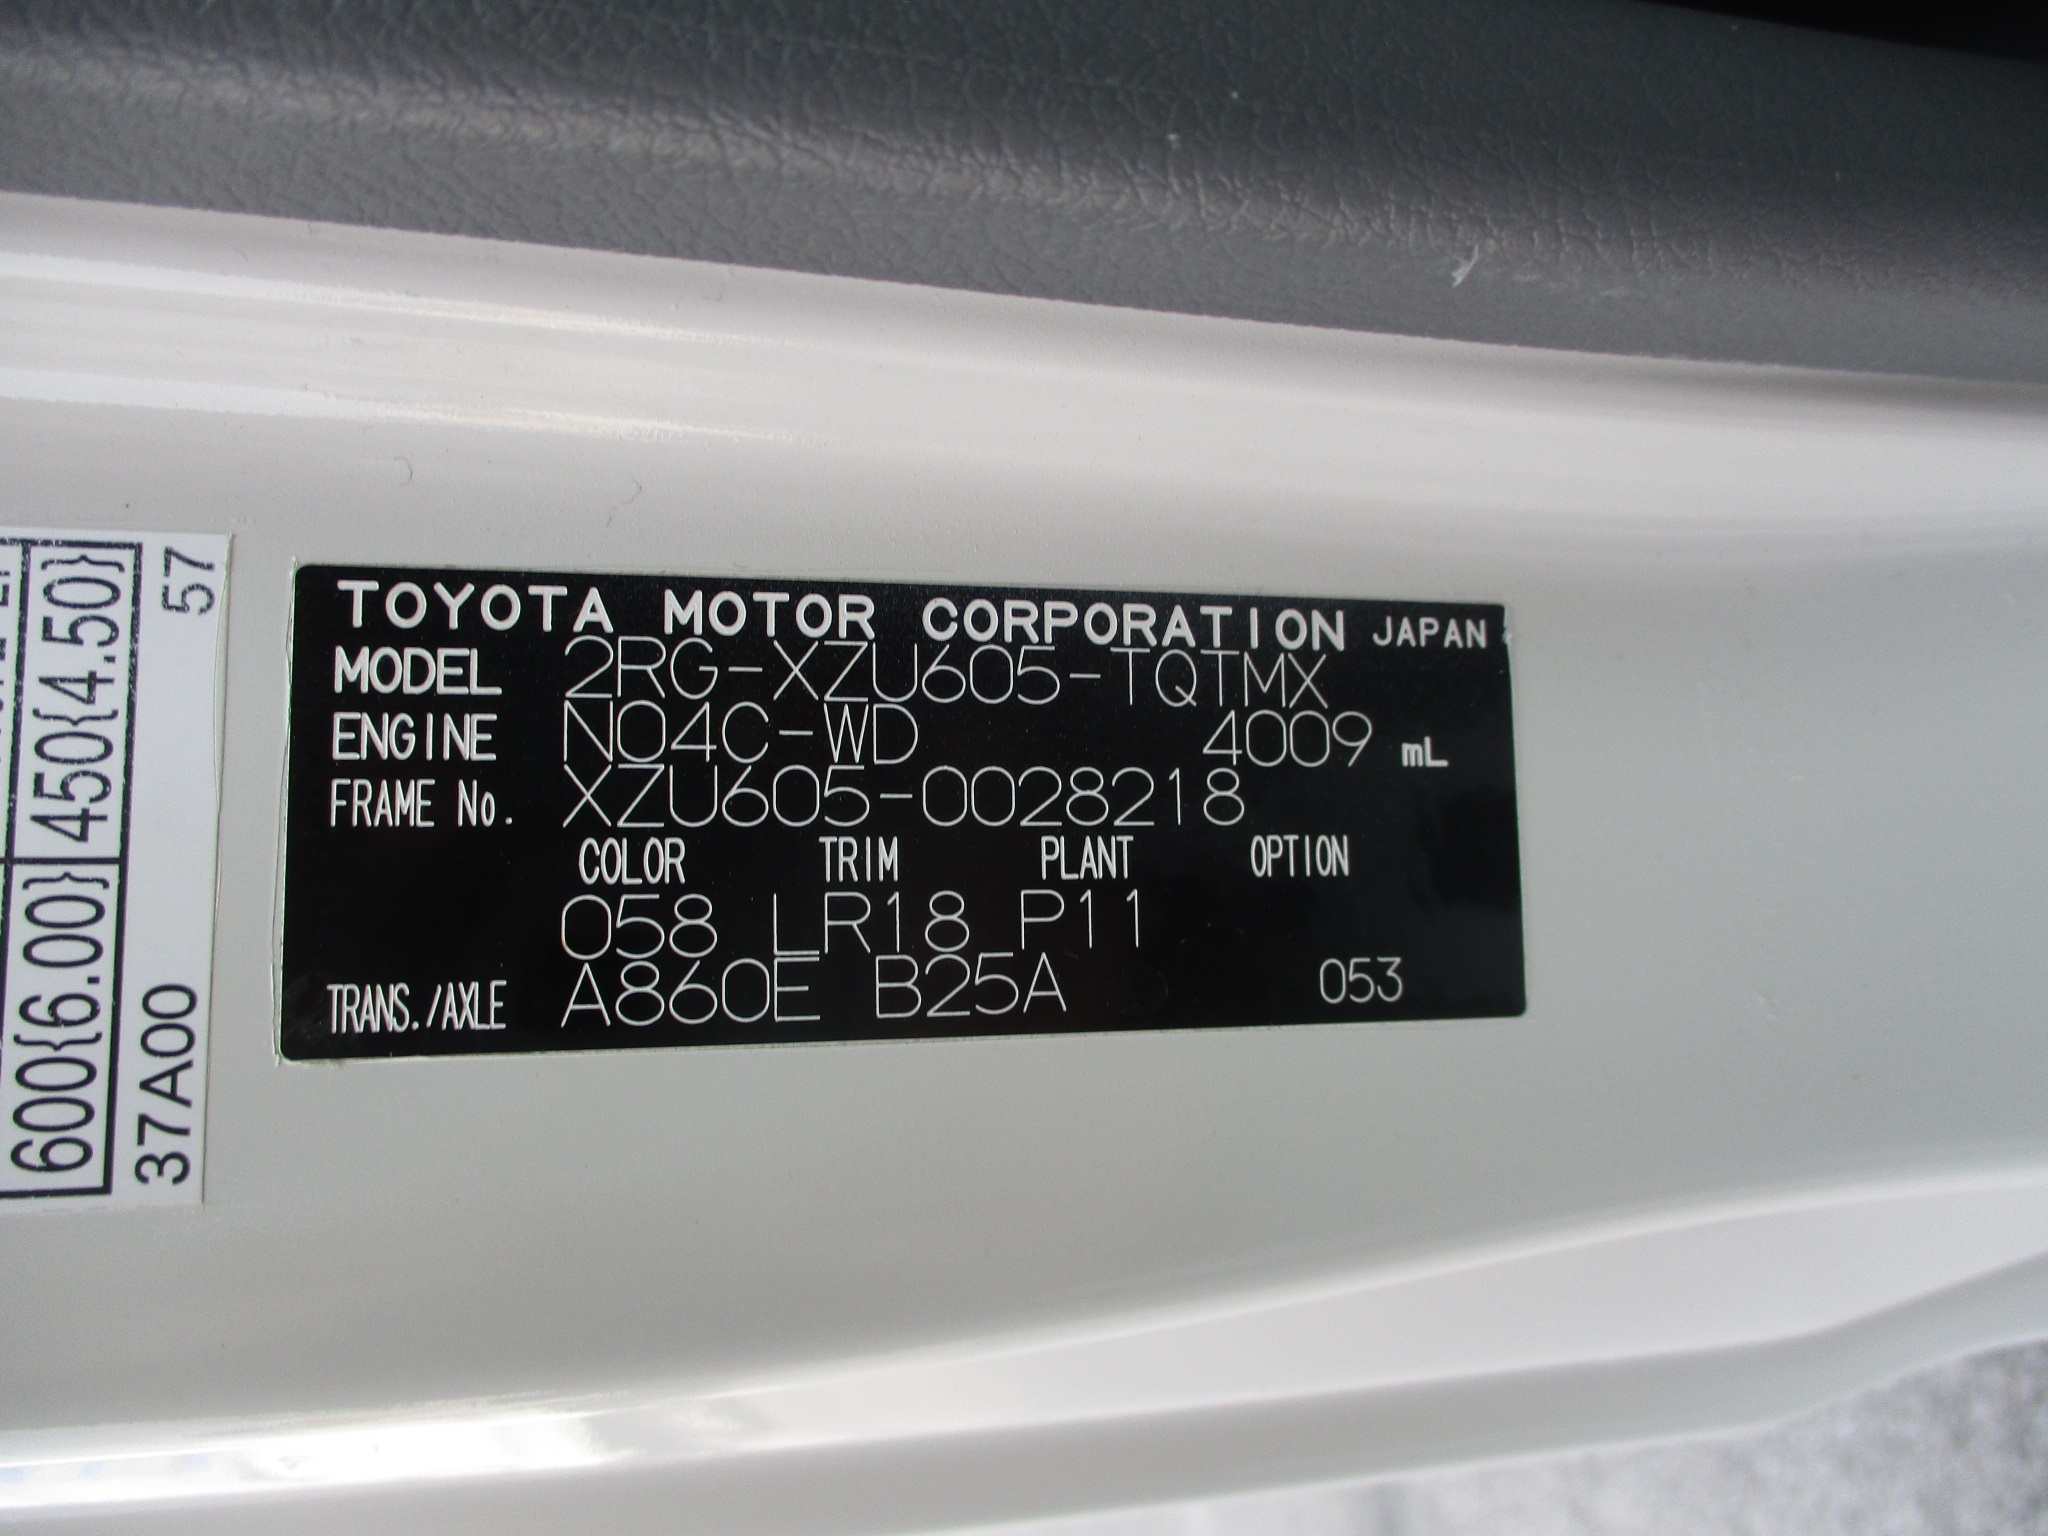 TOYOTA MOTOR CORPORATION JAPAN
MODEL 2RG-XZU605-TQTMX
ENGINE N04C-WD 4009 mL
FRAME No. XZU605-0028218
COLOR TRIM PLANT OPTION
058 LR18 P11
TRANS./AXLE A860E B25A 053
600{6.00} 450{4.50}
37A00 57